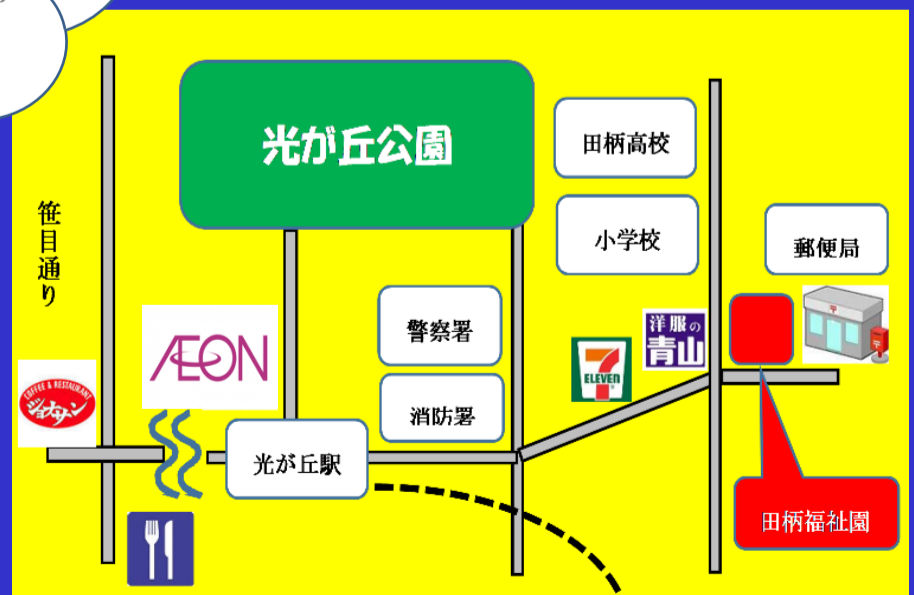 光が丘公園
田柄高校
小学校
笹目通り
郵便局
警察署
消防署
洋服の
青山
7
ELEVEN
ÆON
COFFEE & RESTAURANT
ジョナサン
光が丘駅
田柄福祉園